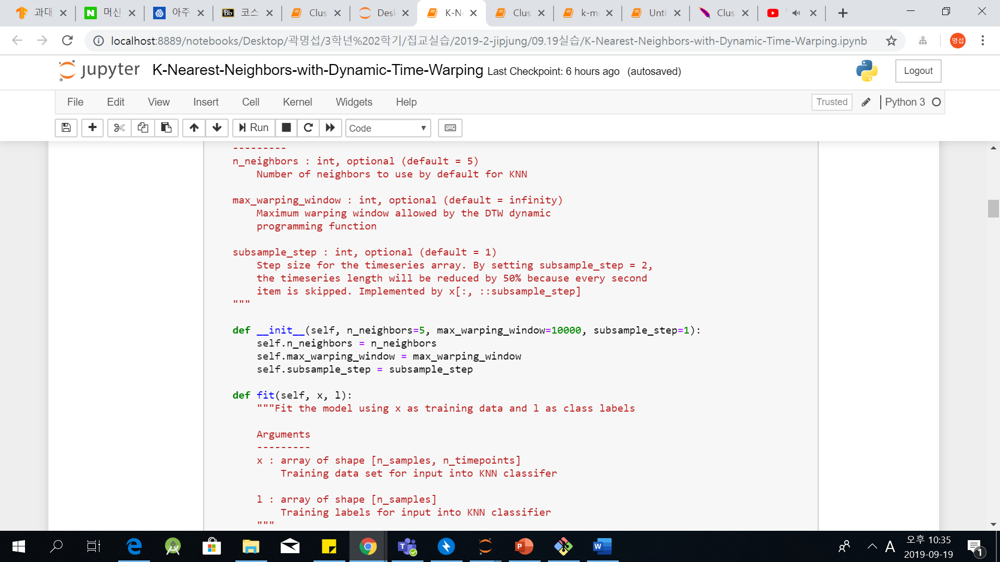 과대
머신
아주
Bb 코스
Clus
Desk
K-Ne
Clus
k-me
Unti
Clus
localhost:8889/notebooks/Desktop/곽명섭/3학년%202학기/집교실습/2019-2-jipjung/09.19실습/K-Nearest-Neighbors-with-Dynamic-Time-Warping.ipynb
명섭
jupyter K-Nearest-Neighbors-with-Dynamic-Time-Warping Last Checkpoint: 6 hours ago (autosaved)
Logout
File Edit View Insert Cell Kernel Widgets Help
Trusted
Python 3
Run
Code
---------
n_neighbors : int, optional (default = 5)
Number of neighbors to use by default for KNN
max_warping_window : int, optional (default = infinity)
Maximum warping window allowed by the DTW dynamic
programming function
subsample_step : int, optional (default = 1)
Step size for the timeseries array. By setting subsample_step = 2,
the timeseries length will be reduced by 50% because every second
item is skipped. Implemented by x[:, ::subsample_step]
"""
def __init__(self, n_neighbors=5, max_warping_window=10000, subsample_step=1):
self.n_neighbors = n_neighbors
self.max_warping_window = max_warping_window
self.subsample_step = subsample_step
def fit(self, x, l):
"""Fit the model using x as training data and l as class labels
Arguments
---------
x : array of shape [n_samples, n_timepoints]
Training data set for input into KNN classifer
l : array of shape [n_samples]
Training labels for input into KNN classifier
"""
A
오후 10:35
2019-09-19
1